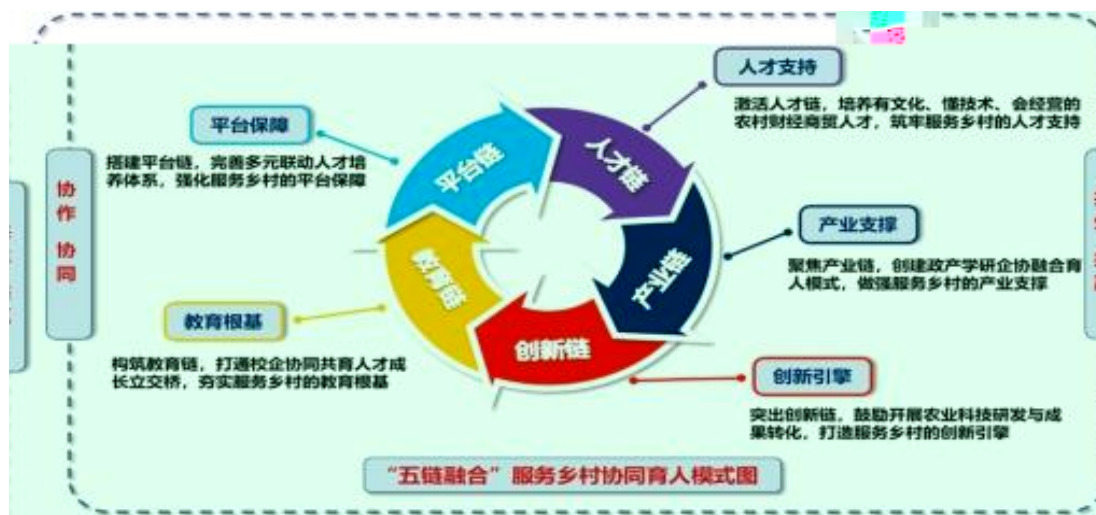 人才支持
激活人才链，培养有文化、懂技术、会经营的
农村财经商贸人才，筑牢服务乡村的人才支持
平台保障
搭建平台链，完善多元联动人才培
养体系，强化服务乡村的平台保障
协作 协同
平台链
人才链
产业支撑
聚焦产业链，创建政产学研企协融合育
人模式，做强服务乡村的产业支撑
教育链
产业链
创新链
教育根基
构筑教育链，打通校企协同共育人才成
长立交桥，夯实服务乡村的教育根基
创新引擎
突出创新链，鼓励开展农业科技研发与成
果转化，打造服务乡村的创新引擎
“五链融合”服务乡村协同育人模式图